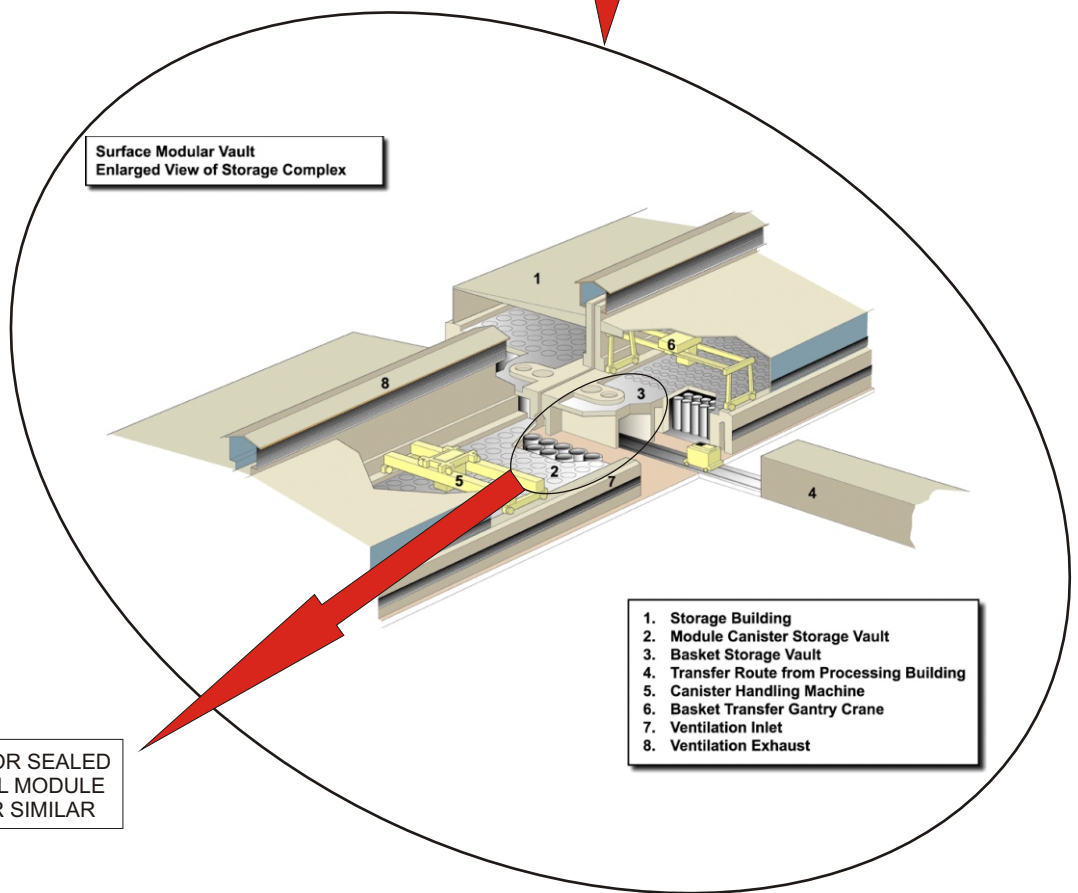 Surface Modular Vault
Enlarged View of Storage Complex
1
8
6
3
2
5
7
4
1. Storage Building
2. Module Canister Storage Vault
3. Basket Storage Vault
4. Transfer Route from Processing Building
5. Canister Handling Machine
6. Basket Transfer Gantry Crane
7. Ventilation Inlet
8. Ventilation Exhaust
OR SEALED
MODULE
SIMILAR